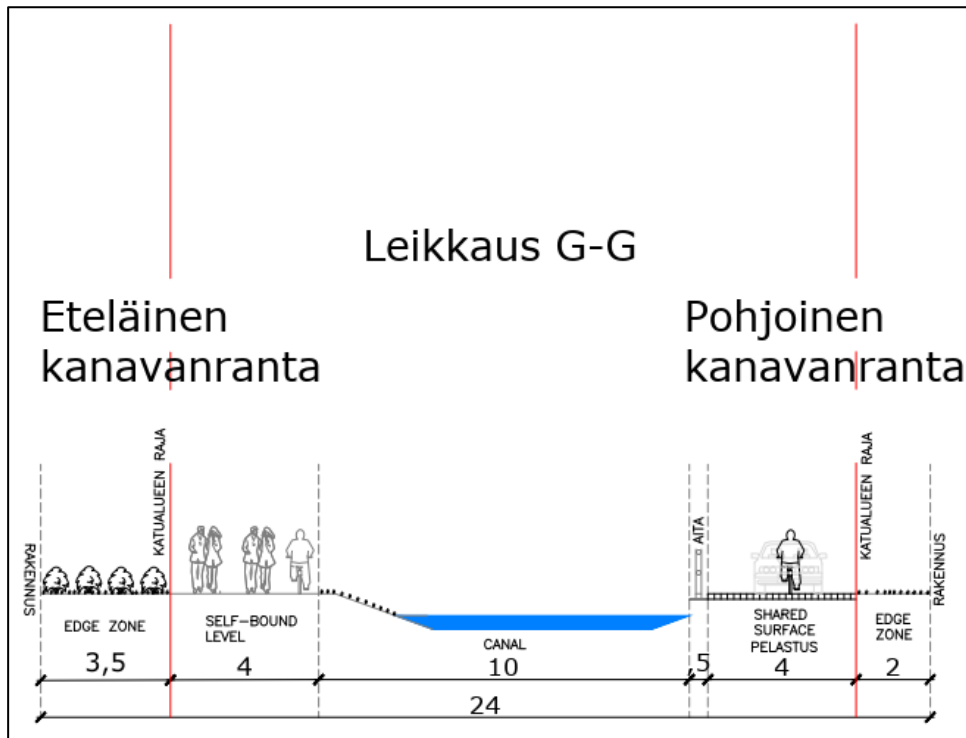 Leikkaus G-G
Eteläinen
kanavanranta
Pohjoinen
kanavanranta
RAKENNUS
KATUALUEEN RAJA
AITA
KATUALUEEN RAJA
RAKENNUS
EDGE ZONE
SELF-BOUND
LEVEL
CANAL
SHARED
SURFACE
PELASTUS
EDGE
ZONE
3,5
4
10
,5
4
2
24